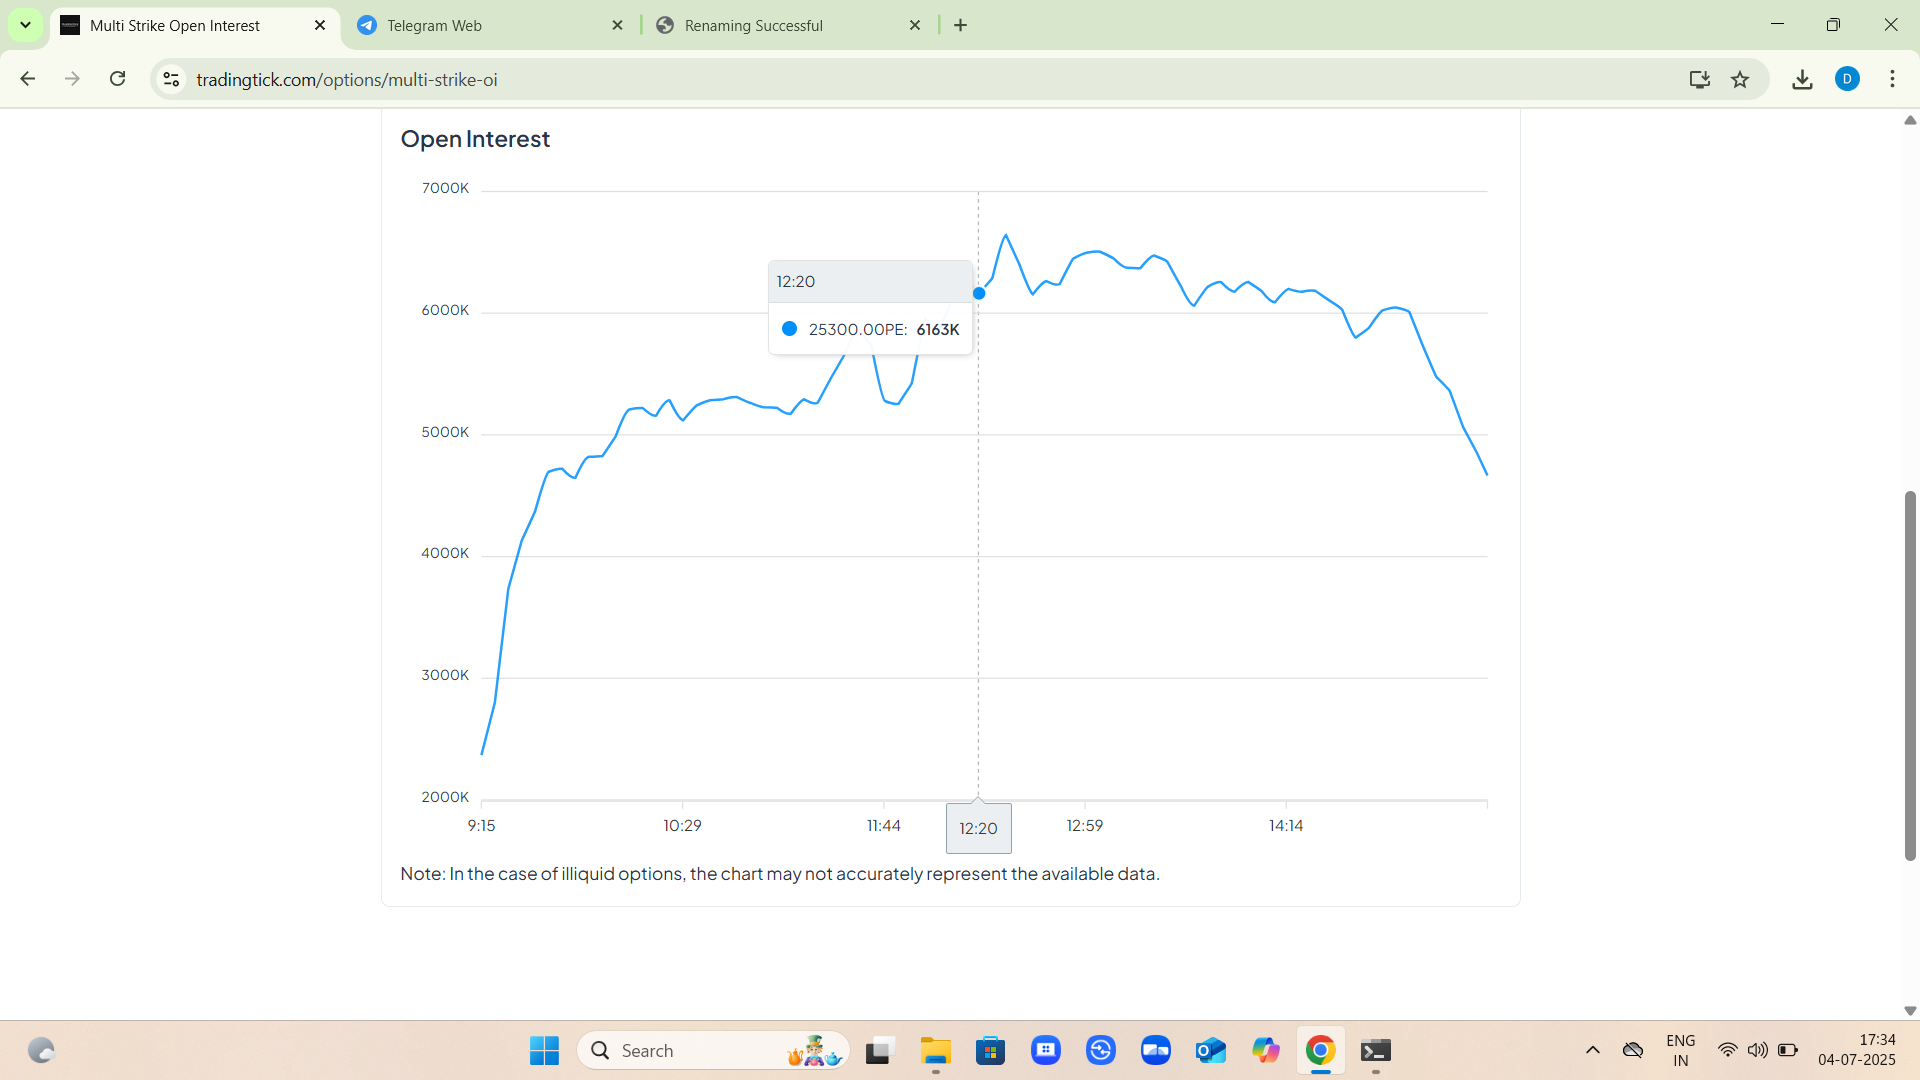 Multi Strike Open Interest
Telegram Web
Renaming Successful
tradingtick.com/options/multi-strike-oi
D
Open Interest
7000K
6000K
5000K
4000K
3000K
2000K
12:20
25300.00PE: 6163K
9:15
10:29
11:44
12:20
12:59
14:14
Note: In the case of illiquid options, the chart may not accurately represent the available data.
Search
ENG
IN
17:34
04-07-2025